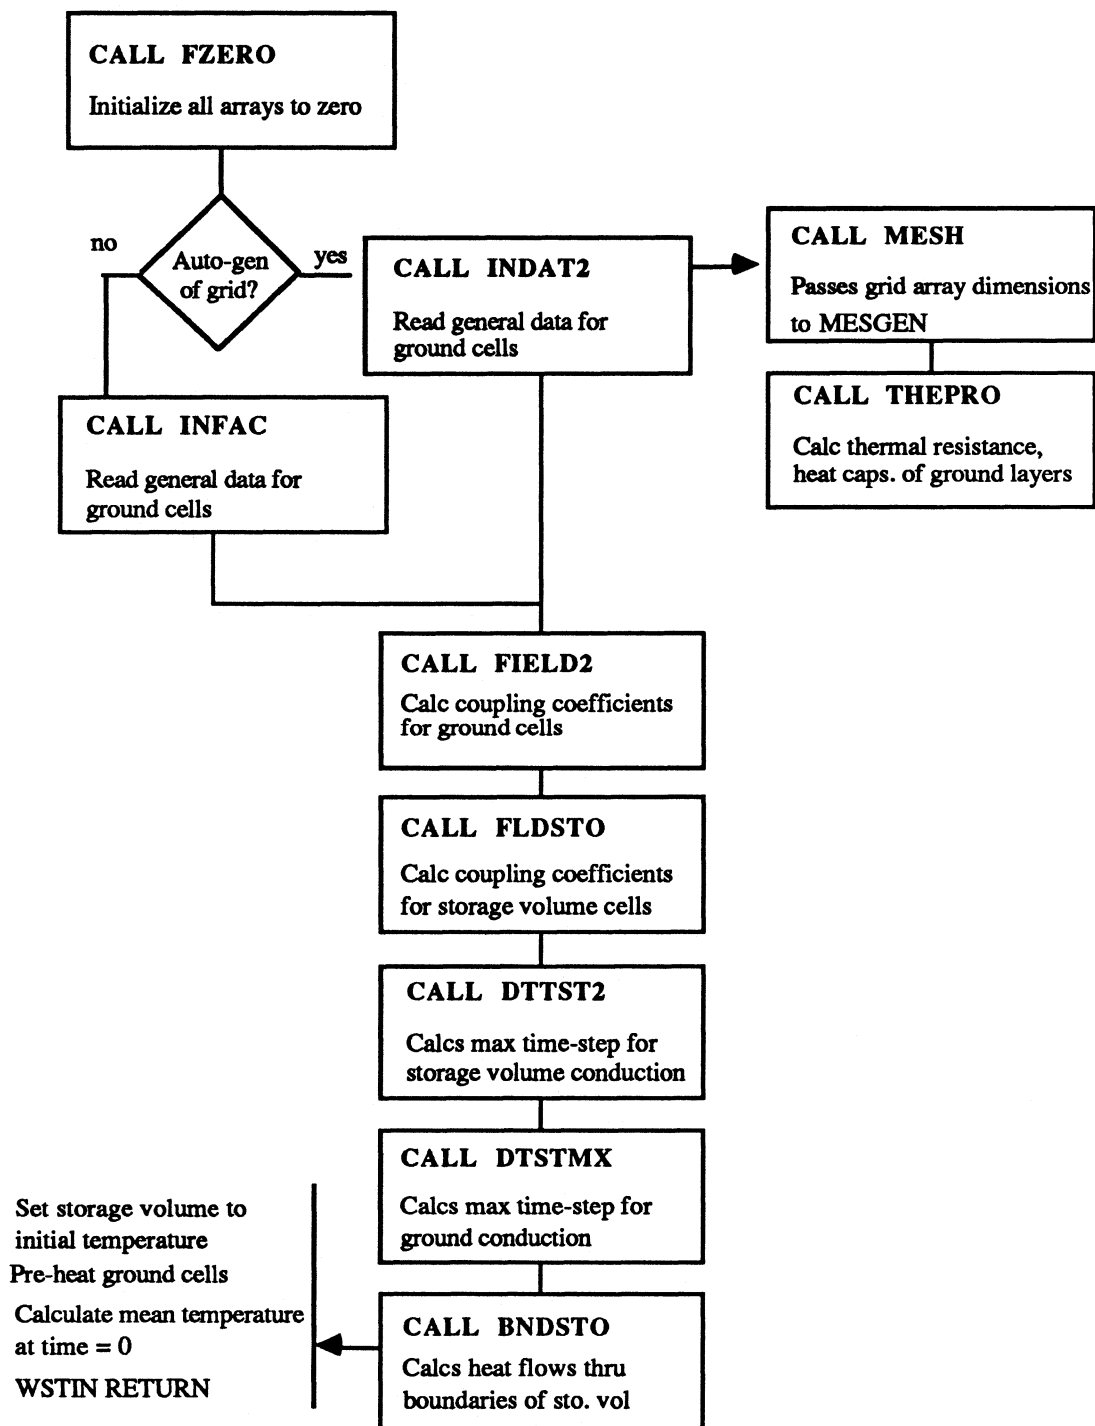 CALL FZERO
Initialize all arrays to zero
no
Auto-gen
of grid?
yes
CALL INDAT2
Read general data for
ground cells
CALL MESH
Passes grid array dimensions
to MESGEN
CALL THEPRO
Calc thermal resistance,
heat caps. of ground layers
CALL INFAC
Read general data for
ground cells
CALL FIELD2
Calc coupling coefficients
for ground cells
CALL FLDSTO
Calc coupling coefficients
for storage volume cells
CALL DTTST2
Calcs max time-step for
storage volume conduction
CALL DTSTMX
Calcs max time-step for
ground conduction
CALL BNDSTO
Calcs heat flows thru
boundaries of sto. vol
Set storage volume to
initial temperature
Pre-heat ground cells
Calculate mean temperature
at time = 0
WSTIN RETURN